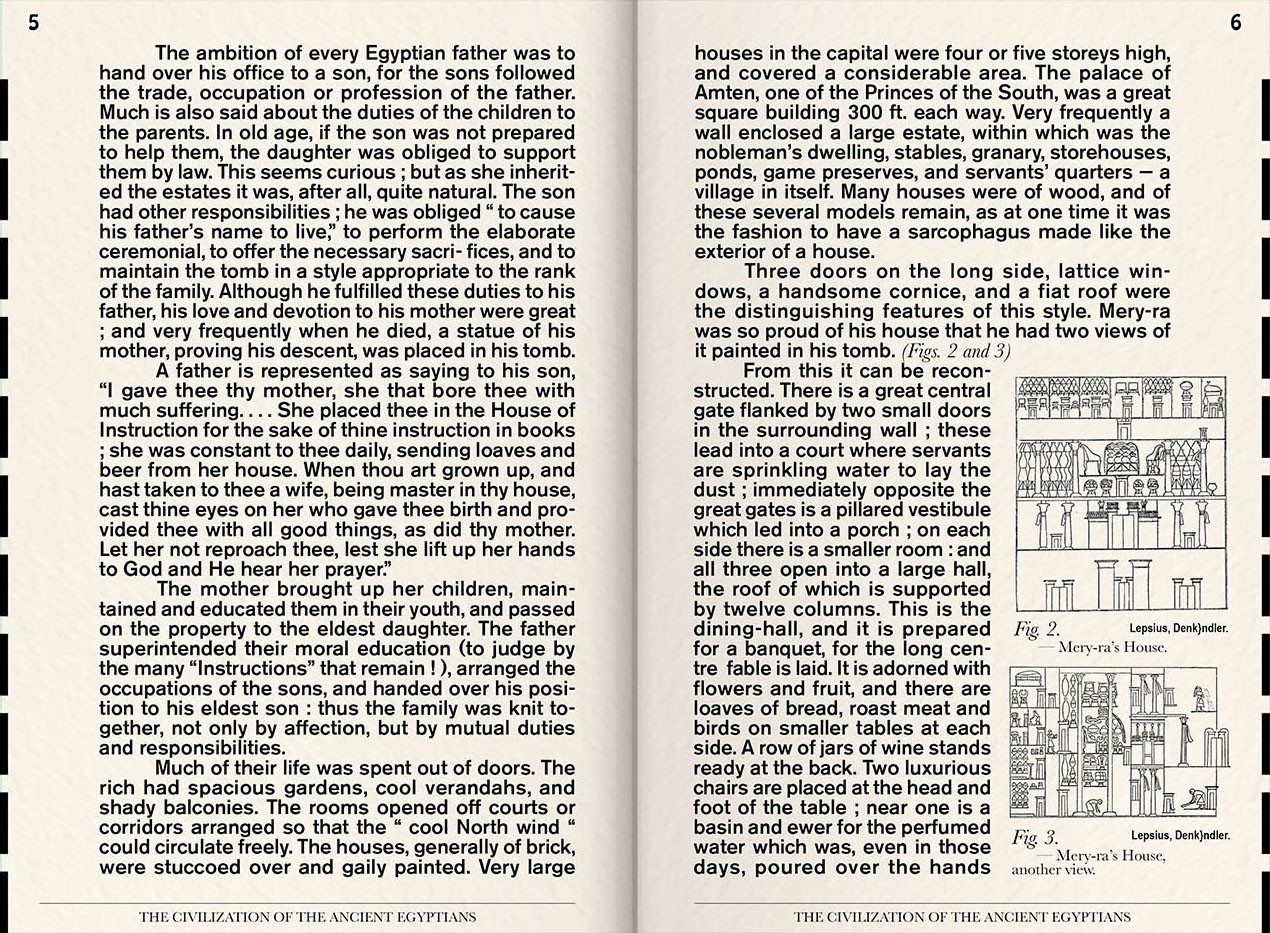 5
The ambition of every Egyptian father was to
hand over his office to a son, for the sons followed
the trade, occupation or profession of the father.
Much is also said about the duties of the children to
the parents. In old age, if the son was not prepared
to help them, the daughter was obliged to support
them by law. This seems curious ; but as she inherit-
ed the estates it was, after all, quite natural. The son
had other responsibilities ; he was obliged “ to cause
his father’s name to live,” to perform the elaborate
ceremonial, to offer the necessary sacri- fices, and to
maintain the tomb in a style appropriate to the rank
of the family. Although he fulfilled these duties to his
father, his love and devotion to his mother were great
; and very frequently when he died, a statue of his
mother, proving his descent, was placed in his tomb.
A father is represented as saying to his son,
“I gave thee thy mother, she that bore thee with
much suffering. . . . She placed thee in the House of
Instruction for the sake of thine instruction in books
; she was constant to thee daily, sending loaves and
beer from her house. When thou art grown up, and
hast taken to thee a wife, being master in thy house,
cast thine eyes on her who gave thee birth and pro-
vided thee with all good things, as did thy mother.
Let her not reproach thee, lest she lift up her hands
to God and He hear her prayer.”
The mother brought up her children, main-
tained and educated them in their youth, and passed
on the property to the eldest daughter. The father
superintended their moral education (to judge by
the many “Instructions” that remain ! ), arranged the
occupations of the sons, and handed over his posi-
tion to his eldest son : thus the family was knit to-
gether, not only by affection, but by mutual duties
and responsibilities.
Much of their life was spent out of doors. The
rich had spacious gardens, cool verandahs, and
shady balconies. The rooms opened off courts or
corridors arranged so that the “ cool North wind “
could circulate freely. The houses, generally of brick,
were stuccoed over and gaily painted. Very large
THE CIVILIZATION OF THE ANCIENT EGYPTIANS
6
houses in the capital were four or five storeys high,
and covered a considerable area. The palace of
Amten, one of the Princes of the South, was a great
square building 300 ft. each way. Very frequently a
wall enclosed a large estate, within which was the
nobleman’s dwelling, stables, granary, storehouses,
ponds, game preserves, and servants’ quarters — a
village in itself. Many houses were of wood, and of
these several models remain, as at one time it was
the fashion to have a sarcophagus made like the
exterior of a house.
Three doors on the long side, lattice win-
dows, a handsome cornice, and a fiat roof were
the distinguishing features of this style. Mery-ra
was so proud of his house that he had two views of
it painted in his tomb. (Figs. 2 and 3)
From this it can be recon-
structed. There is a great central
gate flanked by two small doors
in the surrounding wall ; these
lead into a court where servants
are sprinkling water to lay the
dust ; immediately opposite the
great gates is a pillared vestibule
which led into a porch ; on each
side there is a smaller room : and
all three open into a large hall,
the roof of which is supported
by twelve columns. This is the
dining-hall, and it is prepared
for a banquet, for the long cen-
tre fable is laid. It is adorned with
flowers and fruit, and there are
loaves of bread, roast meat and
birds on smaller tables at each
side. A row of jars of wine stands
ready at the back. Two luxurious
chairs are placed at the head and
foot of the table ; near one is a
basin and ewer for the perfumed
water which was, even in those
days, poured over the hands
Fig 2. Lepsius, Denk}ndler.
— Mery-ra’s House.
Fig 3. Lepsius, Denk}ndler.
— Mery-ra’s House,
another view.
THE CIVILIZATION OF THE ANCIENT EGYPTIANS